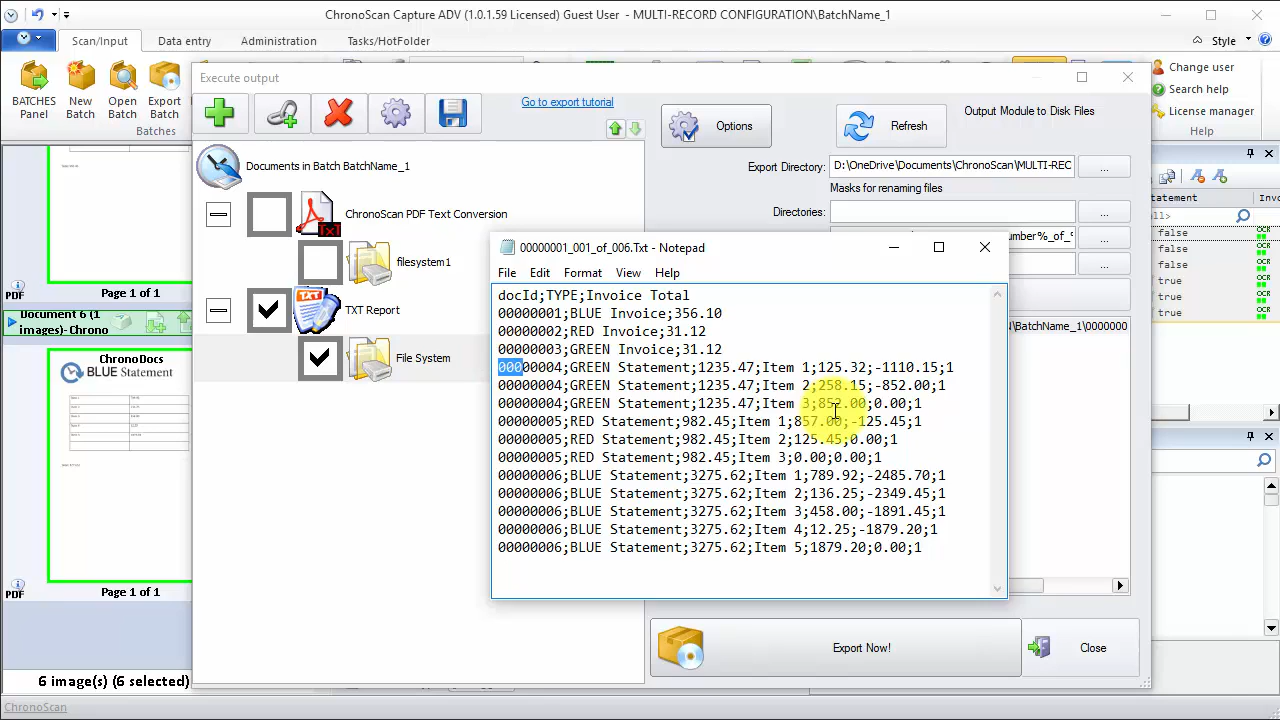 ChronoScan Capture ADV (1.0.1.59 Licensed) Guest User - MULTI-RECORD CONFIGURATION\BatchName_1
Scan/Input
Data entry
Administration
Tasks/HotFolder
Style
BATCHES Panel
New Batch
Open Batch
Export Batch
Batches
Change user
Search help
License manager
Help
Execute output
Go to export tutorial
Options
Refresh
Output Module to Disk Files
Export Directory:
D:\OneDrive\Documents\ChronoScan\MULTI-REC
...
Masks for renaming files
Directories:
...
umber%_of_%
...
...
Documents in Batch BatchName_1
ChronoScan PDF Text Conversion
filesystem1
TXT Report
File System
N\BatchName_1\0000000
00000001_001_of_006.Txt - Notepad
File Edit Format View Help
docId;TYPE;Invoice Total
00000001;BLUE Invoice;356.10
00000002;RED Invoice;31.12
00000003;GREEN Invoice;31.12
00000004;GREEN Statement;1235.47;Item 1;125.32;-1110.15;1
00000004;GREEN Statement;1235.47;Item 2;258.15;-852.00;1
00000004;GREEN Statement;1235.47;Item 3;852.00;0.00;1
00000005;RED Statement;982.45;Item 1;857.00;-125.45;1
00000005;RED Statement;982.45;Item 2;125.45;0.00;1
00000005;RED Statement;982.45;Item 3;0.00;0.00;1
00000006;BLUE Statement;3275.62;Item 1;789.92;-2485.70;1
00000006;BLUE Statement;3275.62;Item 2;136.25;-2349.45;1
00000006;BLUE Statement;3275.62;Item 3;458.00;-1891.45;1
00000006;BLUE Statement;3275.62;Item 4;12.25;-1879.20;1
00000006;BLUE Statement;3275.62;Item 5;1879.20;0.00;1
Export Now!
Close
PDF
Page 1 of 1
Document 6 (1
images)-Chrono
ChronoDocs
BLUE Statement
PDF
Page 1 of 1
6 image(s) (6 selected)
ChronoScan
tatement
Invo
all>
false
OCR
false
OCR
false
OCR
true
OCR
true
OCR
true
OCR